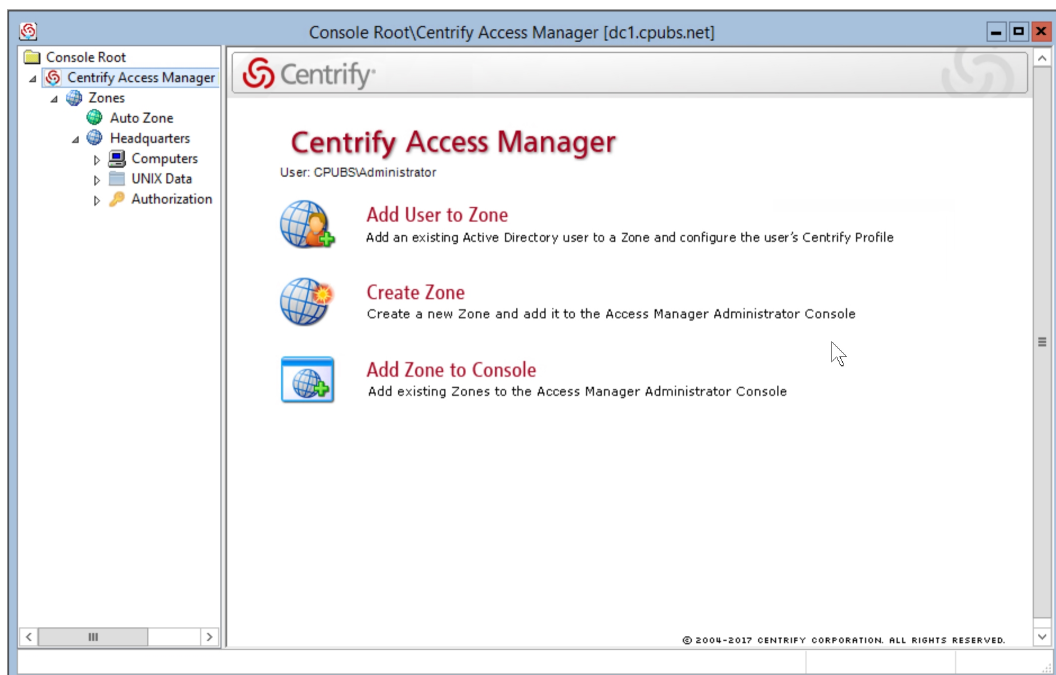 Console Root\Centrify Access Manager [dc1.cpubs.net]
Console Root
Centrify Access Manager
Zones
Auto Zone
Headquarters
Computers
UNIX Data
Authorization
Centrify
Centrify Access Manager
User: CPUBS\Administrator
Add User to Zone
Add an existing Active Directory user to a Zone and configure the user's Centrify Profile
Create Zone
Create a new Zone and add it to the Access Manager Administrator Console
Add Zone to Console
Add existing Zones to the Access Manager Administrator Console
© 2004-2017 CENTRIFY CORPORATION. ALL RIGHTS RESERVED.